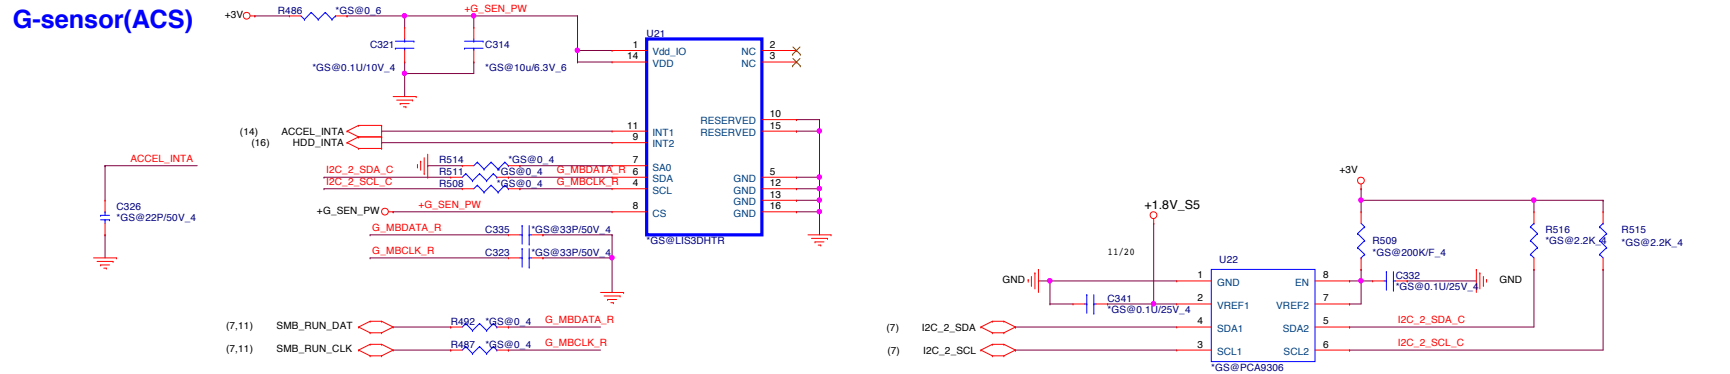 G-sensor(ACS)
+3V
R486
*GS@0_6
+G_SEN_PW
C321
*GS@0.1U/10V_4
C314
*GS@10u/6.3V_6
U21
1
14
Vdd_IO
VDD
NC
NC
2
3
RESERVED
RESERVED
10
15
(14)
ACCEL_INTA
(16)
HDD_INTA
11
9
INT1
INT2
ACCEL_INTA
C326
*GS@22P/50V_4
R514
*GS@0_4
7
SA0
I2C_2_SDA_C
R511
*GS@0_4
G_MBDATA_R
6
SDA
I2C_2_SCL_C
R508
*GS@0_4
G_MBCLK_R
4
SCL
GND
GND
GND
GND
5
12
13
16
+G_SEN_PW
+G_SEN_PW
8
CS
*GS@LIS3DHTR
G_MBDATA_R
C335
*GS@33P/50V_4
G_MBCLK_R
C323
*GS@33P/50V_4
(7,11)
SMB_RUN_DAT
R492
*GS@0_4
G_MBDATA_R
(7,11)
SMB_RUN_CLK
R487
*GS@0_4
G_MBCLK_R
+3V
+1.8V_S5
11/20
R509
*GS@200K/F_4
R516
*GS@2.2K_4
R515
*GS@2.2K_4
U22
GND
1
GND
EN
8
C332
*GS@0.1U/25V_4
GND
C341
*GS@0.1U/25V_4
2
VREF1
VREF2
7
(7)
I2C_2_SDA
4
SDA1
SDA2
5
I2C_2_SDA_C
(7)
I2C_2_SCL
3
SCL1
SCL2
6
I2C_2_SCL_C
*GS@PCA9306